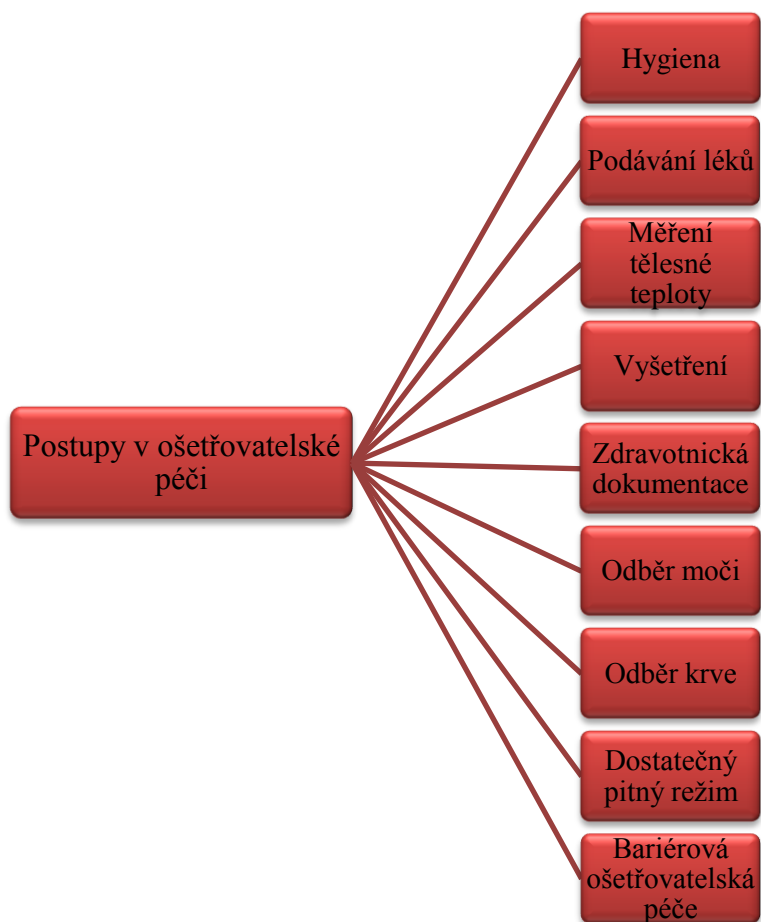 Hygiena
Podávání léků
Měření
tělesné
teploty
Vyšetření
Postupy v ošetřovatelské
péči
Zdravotnická
dokumentace
Odběr moči
Odběr krve
Dostatečný
pitný režim
Bariérová
ošetřovatelská
péče